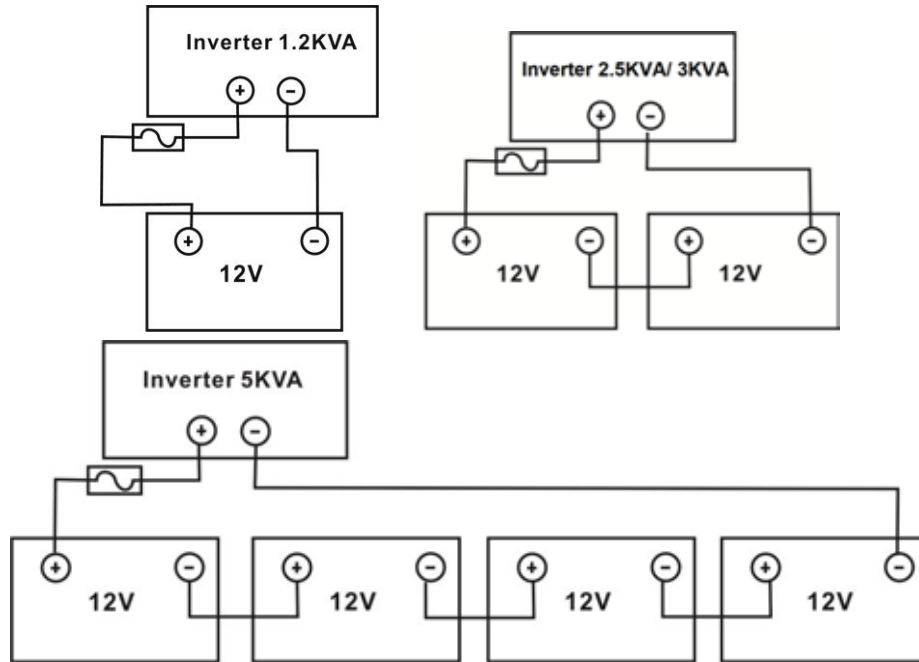 Inverter 1.2KVA
+ −
+ −
12V
Inverter 2.5KVA/ 3KVA
+ −
+ − + −
12V 12V
Inverter 5KVA
+ −
+ − + − + − + −
12V 12V 12V 12V